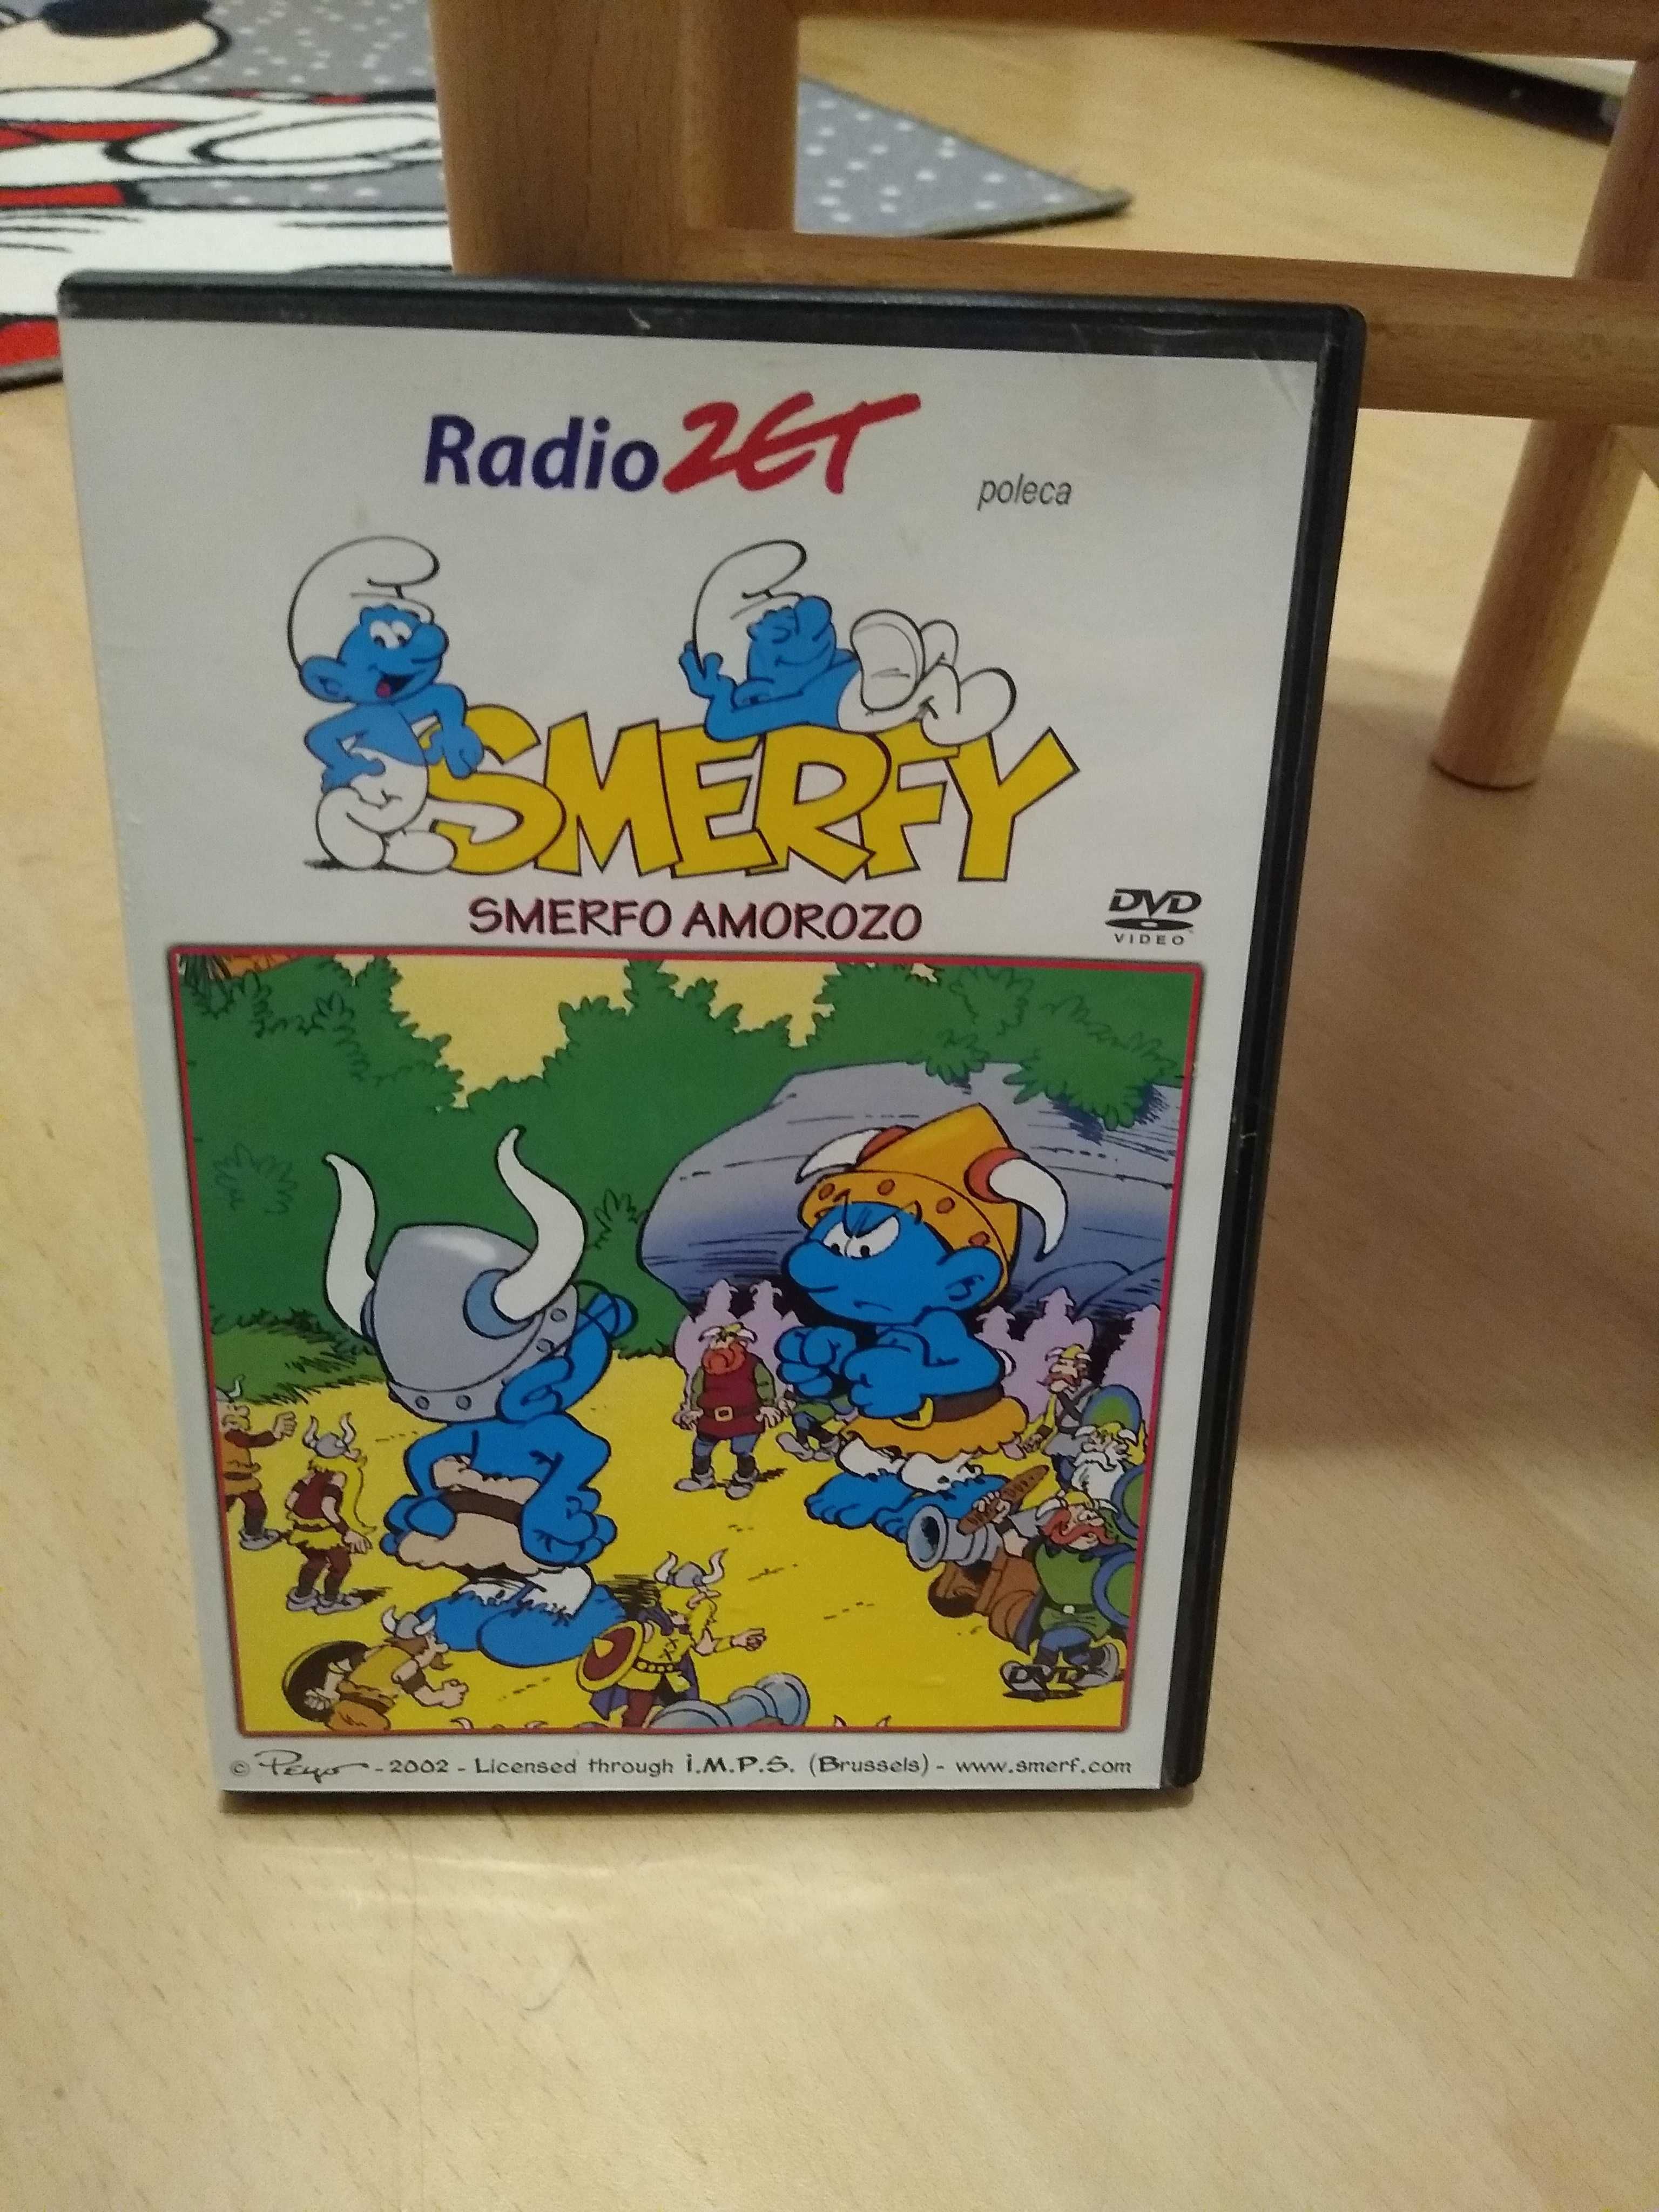 Radio ZET poleca
SMERFY
SMERFO AMOROZO
DVD
VIDEO
DVD
© Peyo - 2002 - Licensed through I.M.P.S. (Brussels) - www.smerf.com